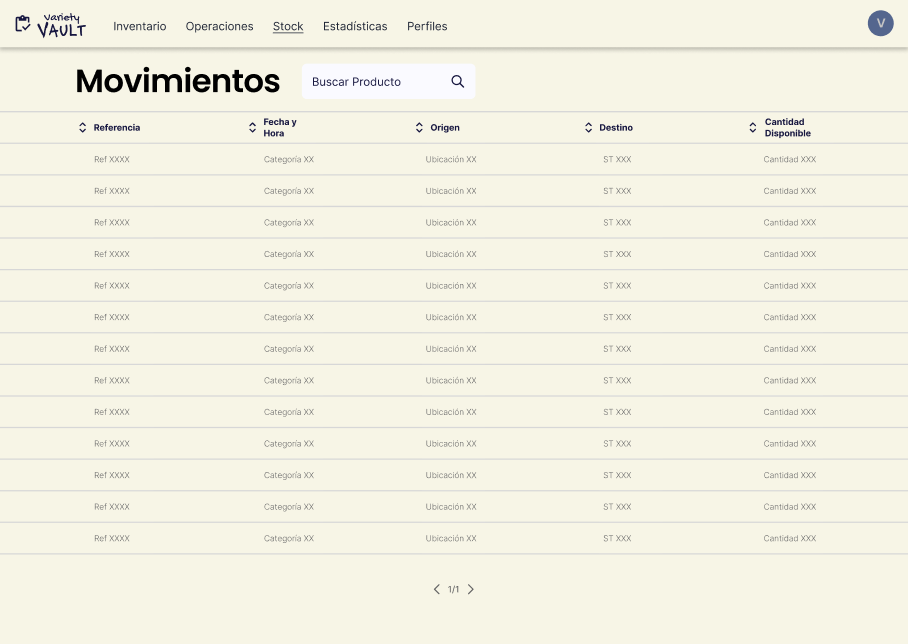 Variety
VAULT
Inventario Operaciones Stock Estadísticas Perfiles
V
Movimientos
Buscar Producto
Referencia Fecha y Hora Origen Destino Cantidad Disponible
Ref XXXX Categoría XX Ubicación XX ST XXX Cantidad XXX
Ref XXXX Categoría XX Ubicación XX ST XXX Cantidad XXX
Ref XXXX Categoría XX Ubicación XX ST XXX Cantidad XXX
Ref XXXX Categoría XX Ubicación XX ST XXX Cantidad XXX
Ref XXXX Categoría XX Ubicación XX ST XXX Cantidad XXX
Ref XXXX Categoría XX Ubicación XX ST XXX Cantidad XXX
Ref XXXX Categoría XX Ubicación XX ST XXX Cantidad XXX
Ref XXXX Categoría XX Ubicación XX ST XXX Cantidad XXX
Ref XXXX Categoría XX Ubicación XX ST XXX Cantidad XXX
Ref XXXX Categoría XX Ubicación XX ST XXX Cantidad XXX
Ref XXXX Categoría XX Ubicación XX ST XXX Cantidad XXX
Ref XXXX Categoría XX Ubicación XX ST XXX Cantidad XXX
Ref XXXX Categoría XX Ubicación XX ST XXX Cantidad XXX
1/1